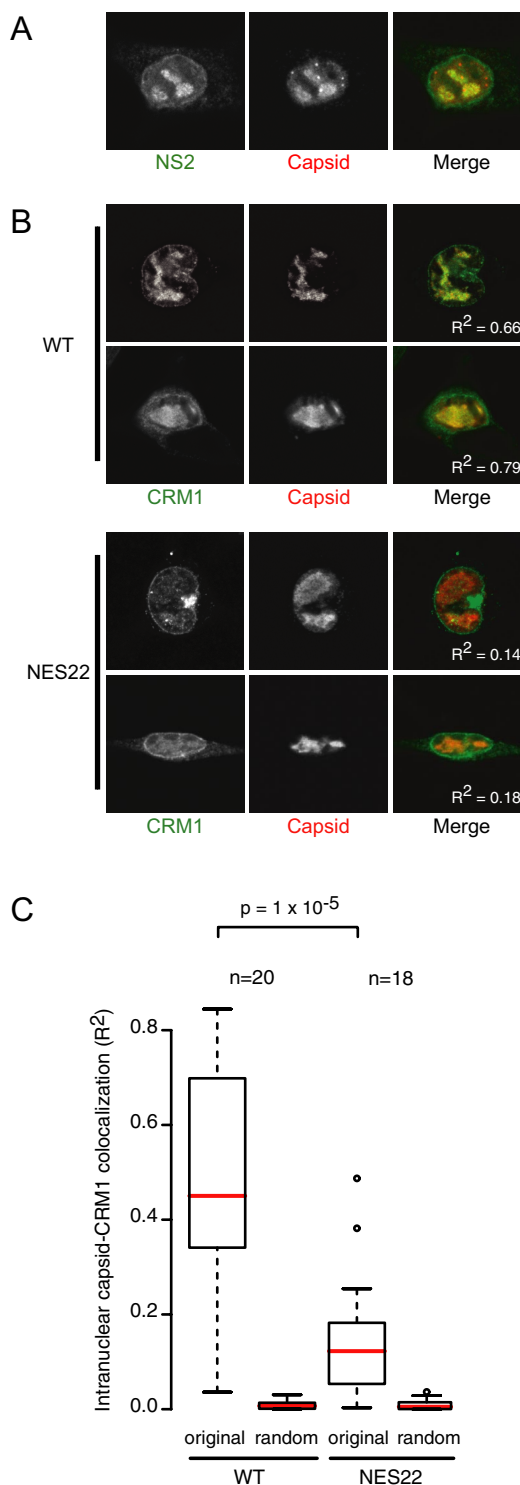 A
NS2 Capsid Merge
B
WT
R² = 0.66
R² = 0.79
CRM1 Capsid Merge
NES22
R² = 0.14
R² = 0.18
CRM1 Capsid Merge
C
p = 1 x 10⁻⁵
n=20 n=18
Intranuclear capsid-CRM1 colocalization (R²)
0.8
0.6
0.4
0.2
0.0
original random original random
WT NES22